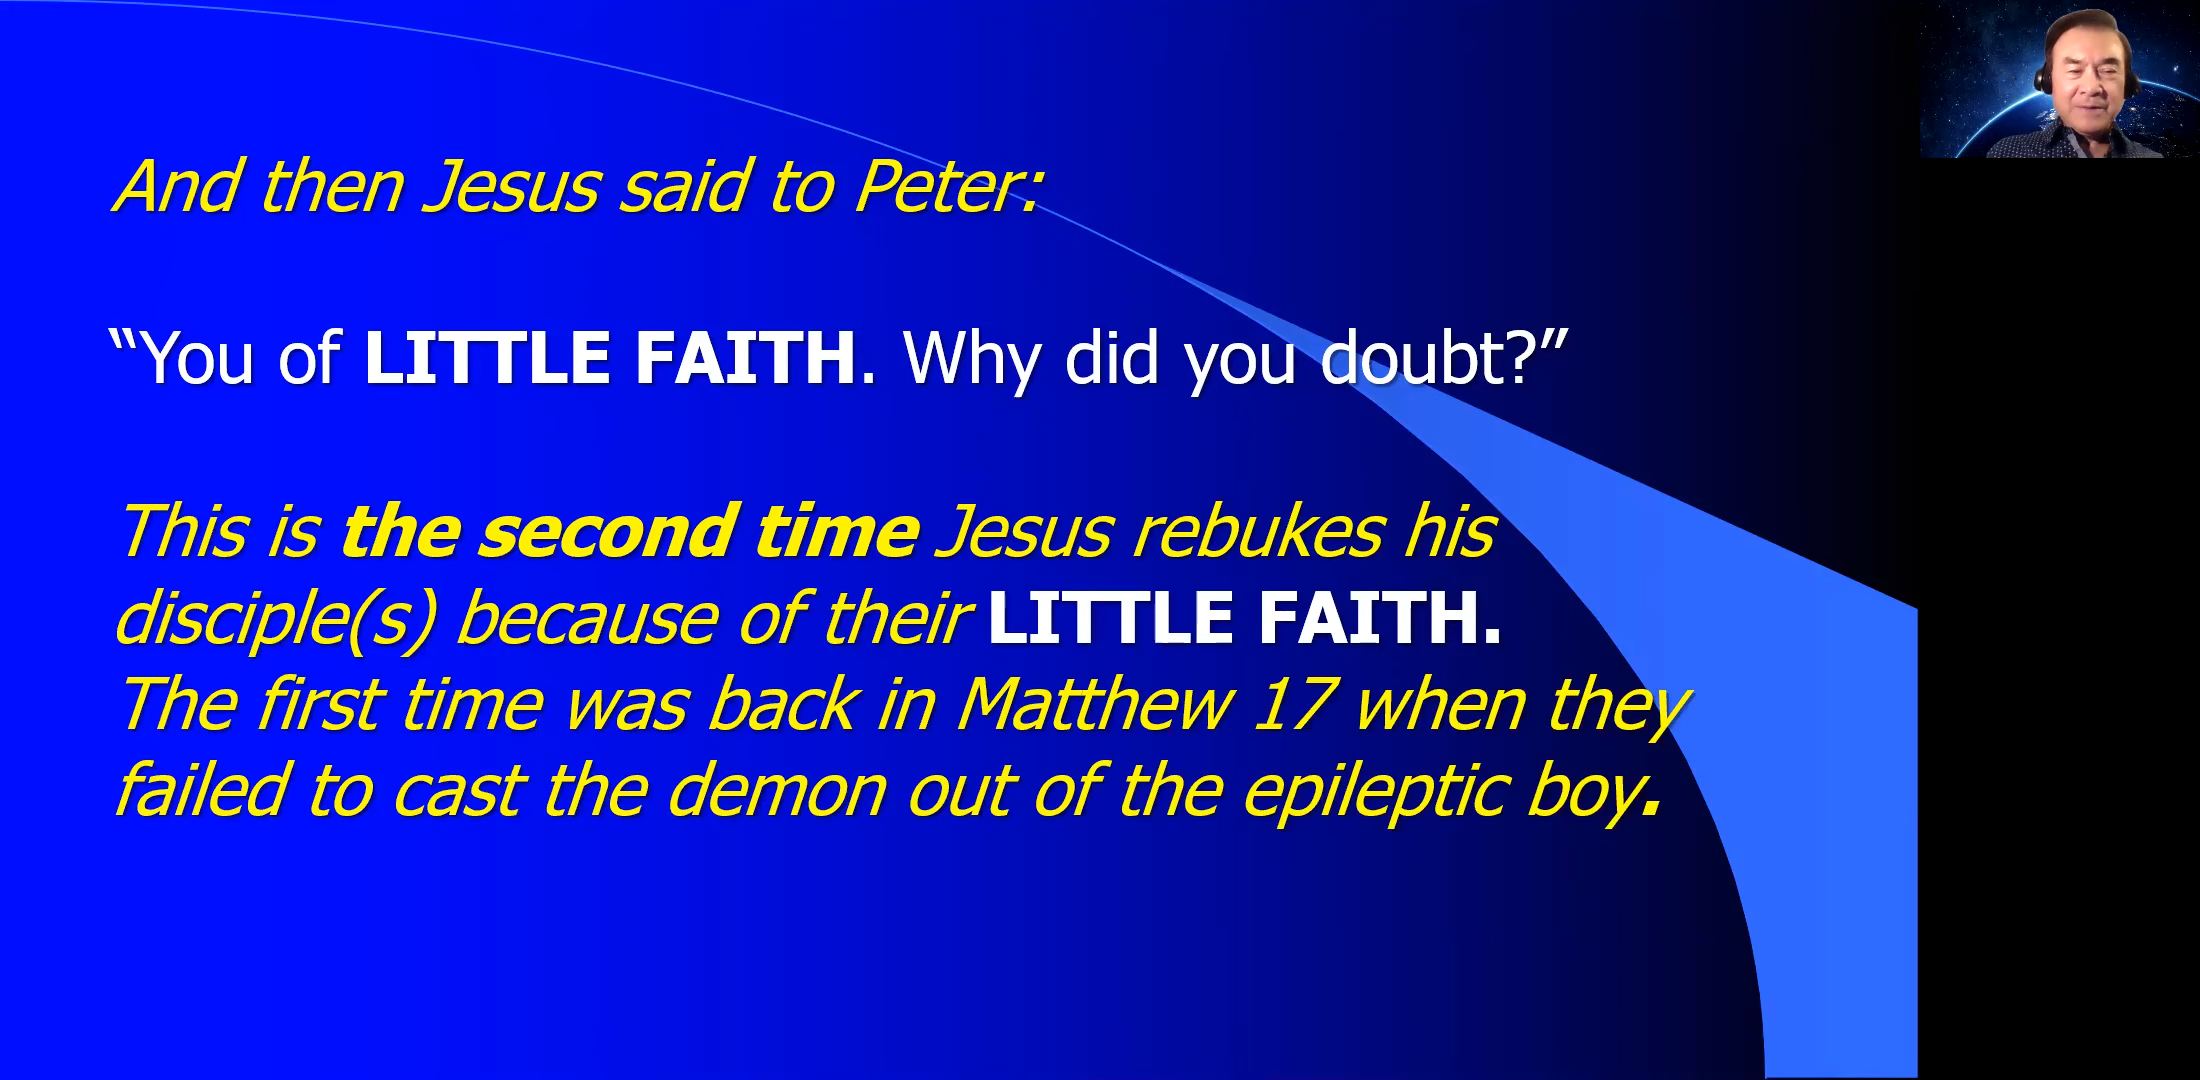 And then Jesus said to Peter:
“You of LITTLE FAITH. Why did you doubt?”
This is the second time Jesus rebukes his
disciple(s) because of their LITTLE FAITH.
The first time was back in Matthew 17 when they
failed to cast the demon out of the epileptic boy.